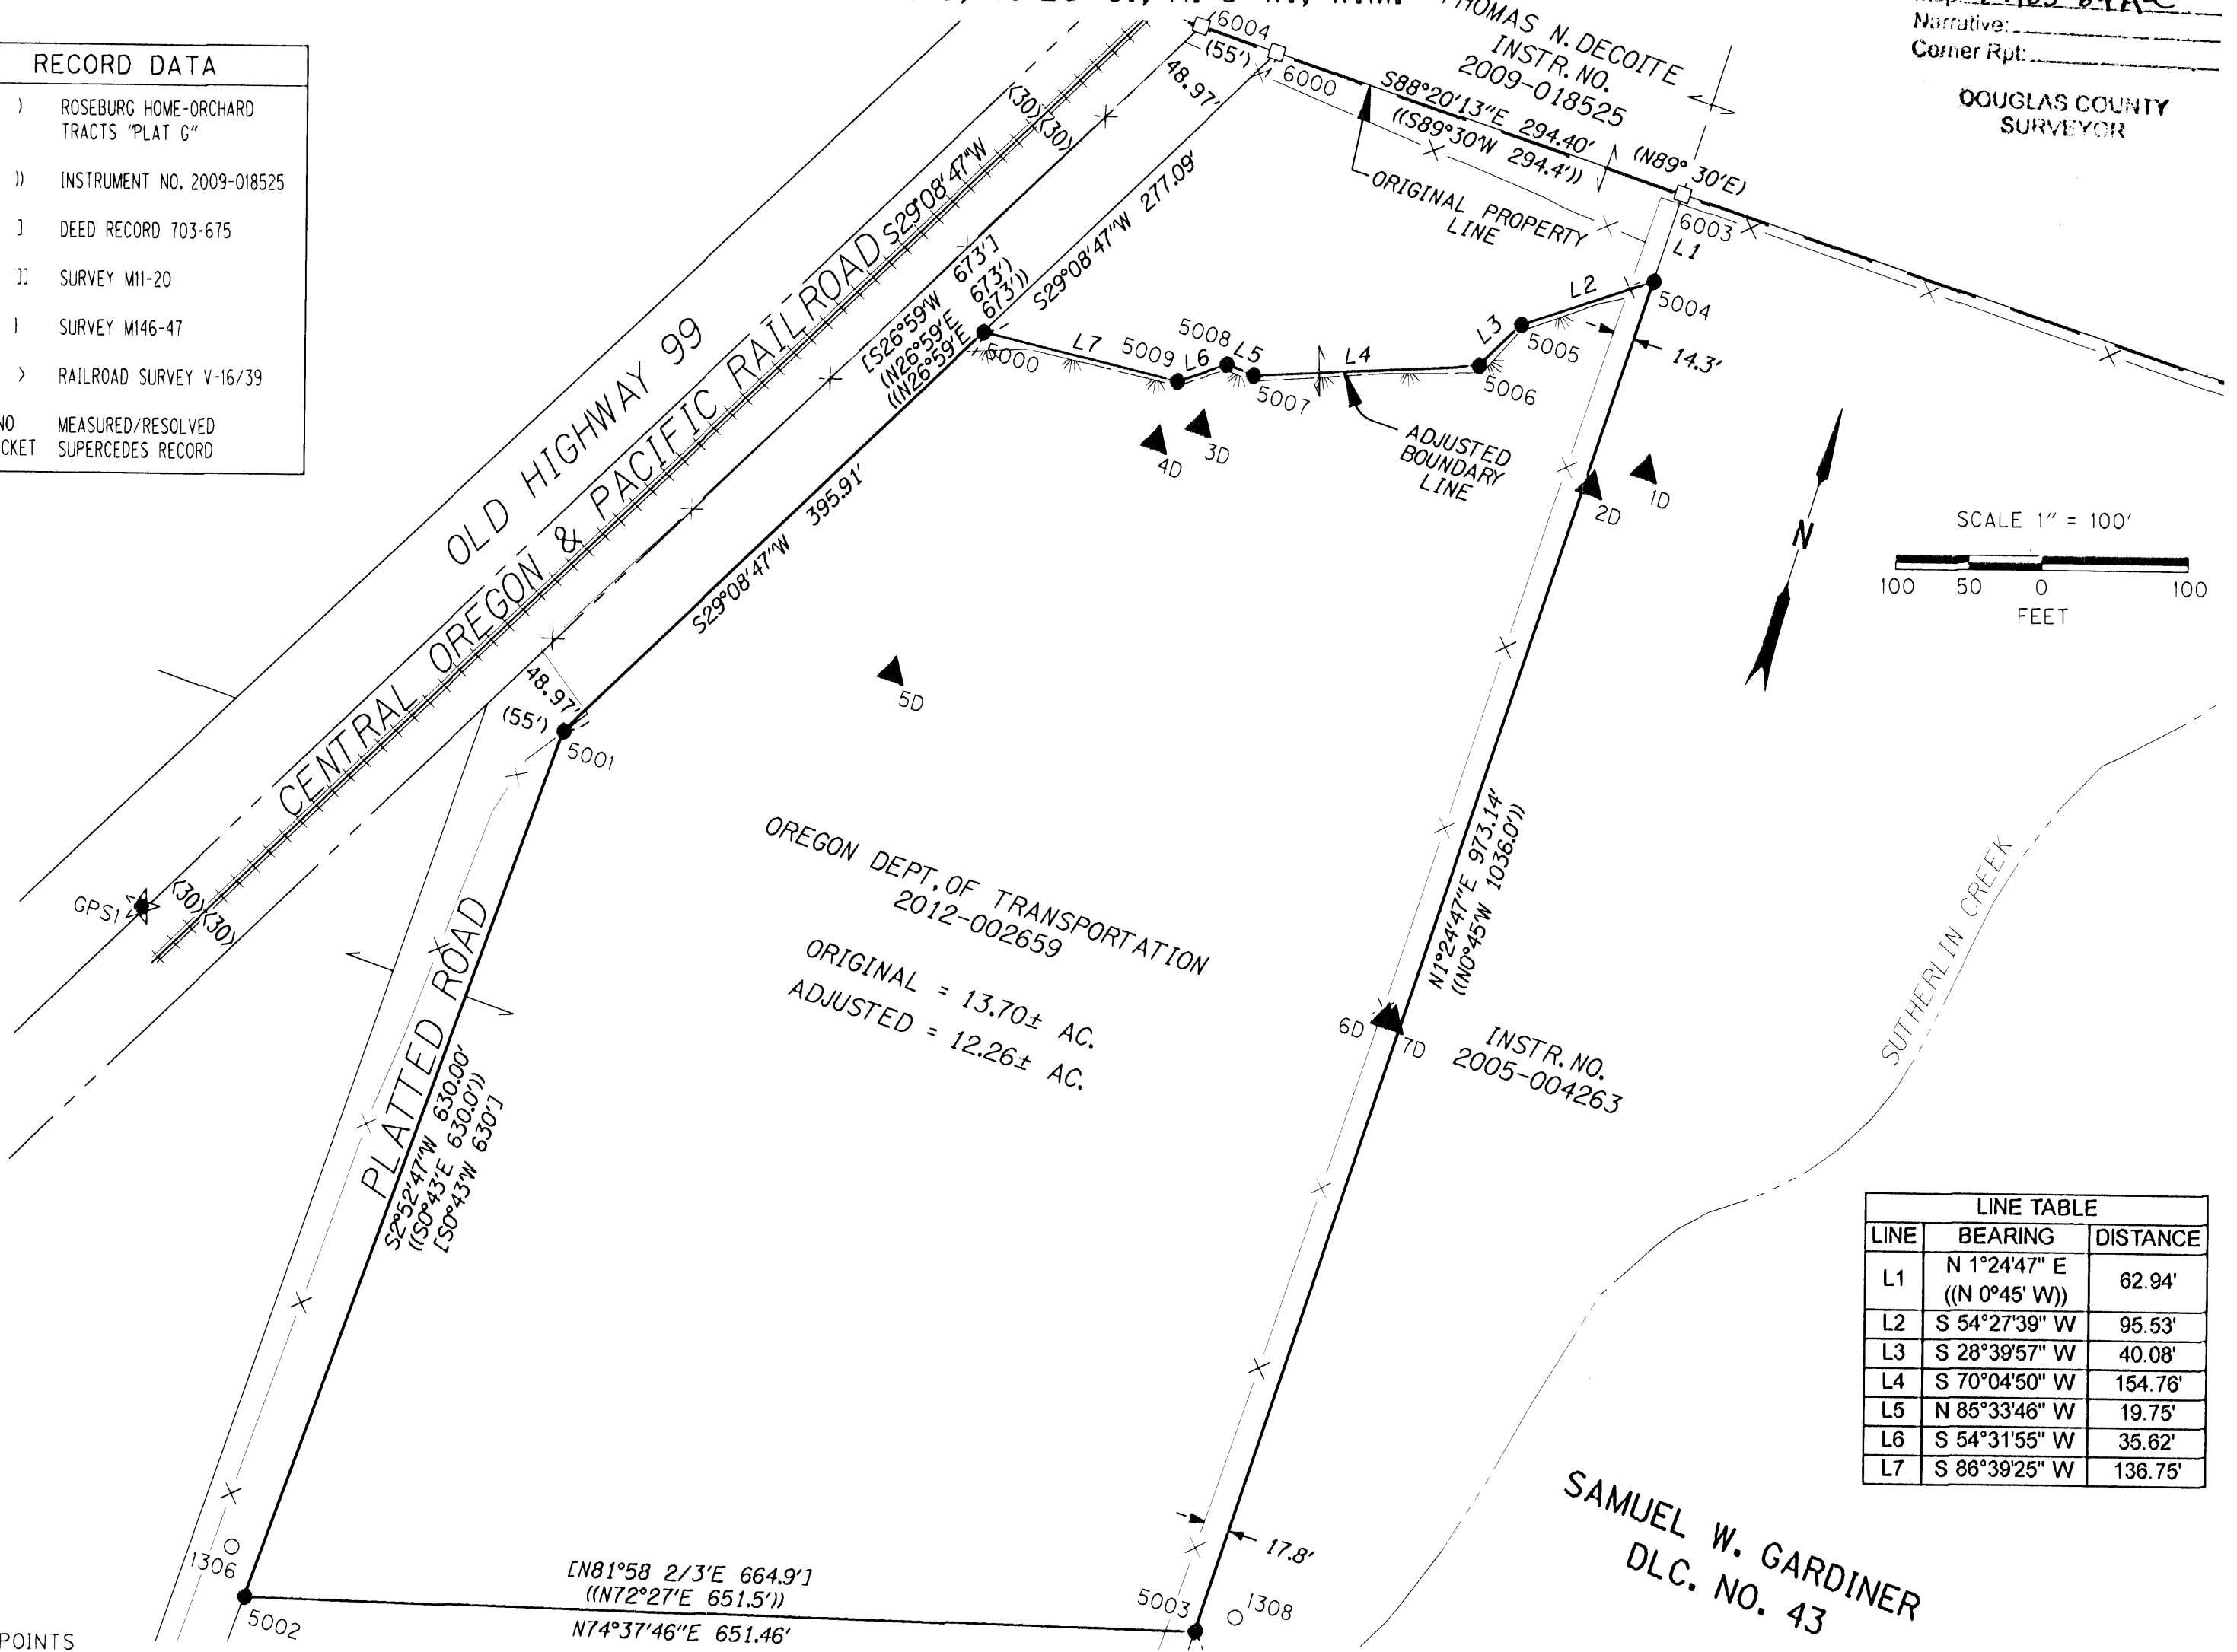 RECORD DATA
) ROSEBURG HOME-ORCHARD
TRACTS "PLAT G"
)) INSTRUMENT NO. 2009-018525
] DEED RECORD 703-675
]] SURVEY M11-20
SURVEY M146-47
> RAILROAD SURVEY V-16/39
NO MEASURED/RESOLVED
CKET SUPERCEDES RECORD
THOMAS N. DECOITE
INSTR. NO.
2009-018525
Narrative:
Corner Rpt:
DOUGLAS COUNTY
SURVEYOR
6004
(55')
48.97'
6000
S88°20'13"E 294.40'
((S89°30'W 294.4'))
(N89° 30'E)
ORIGINAL PROPERTY
LINE
6003
L1
5004
L2
5005
L3
5006
14.3'
L4
5007
L5
5008
L6
5009
L7
5000
4D
3D
2D
1D
ADJUSTED
BOUNDARY
LINE
<30><30>
S29°08'47"W
S29°08'47"W 277.09'
[S26°59'W 673']
(N26°59'E 673')
((N26°59'E 673'))
OLD HIGHWAY 99
CENTRAL OREGON & PACIFIC RAILROAD
S29°08'47"W 395.91'
N
SCALE 1" = 100'
100 50 0 100
FEET
48.97'
(55')
5001
5D
GPS1
<30><30>
PLATTED ROAD
S2°52'47"W 630.00'
((S0°43'E 630.0'))
[S0°43'W 630']
OREGON DEPT. OF TRANSPORTATION
2012-002659
ORIGINAL = 13.70± AC.
ADJUSTED = 12.26± AC.
N1°24'47"E 973.14'
((N0°45'W 1036.0'))
6D
7D
INSTR. NO.
2005-004263
SUTHERLIN CREEK
LINE TABLE
LINE BEARING DISTANCE
L1 N 1°24'47" E 62.94'
((N 0°45' W))
L2 S 54°27'39" W 95.53'
L3 S 28°39'57" W 40.08'
L4 S 70°04'50" W 154.76'
L5 N 85°33'46" W 19.75'
L6 S 54°31'55" W 35.62'
L7 S 86°39'25" W 136.75'
SAMUEL W. GARDINER
DLC. NO. 43
17.8'
1306
5002
[N81°58 2/3'E 664.9']
((N72°27'E 651.5'))
N74°37'46"E 651.46'
5003
1308
POINTS